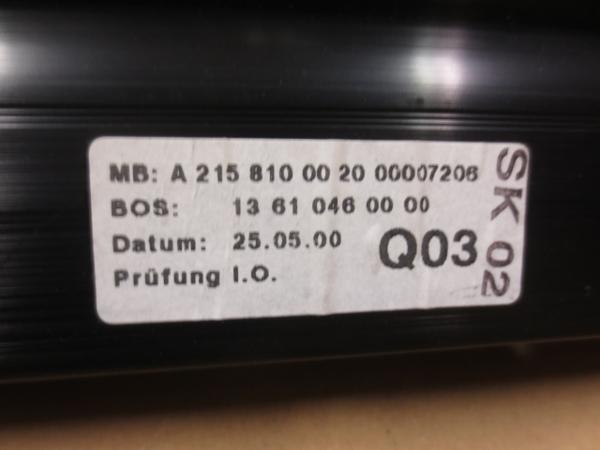 MB: A 215 810 00 20 00007206
BOS: 13 61 046 00 00
Datum: 25.05.00
Q03
Prüfung I.O.
SK 02